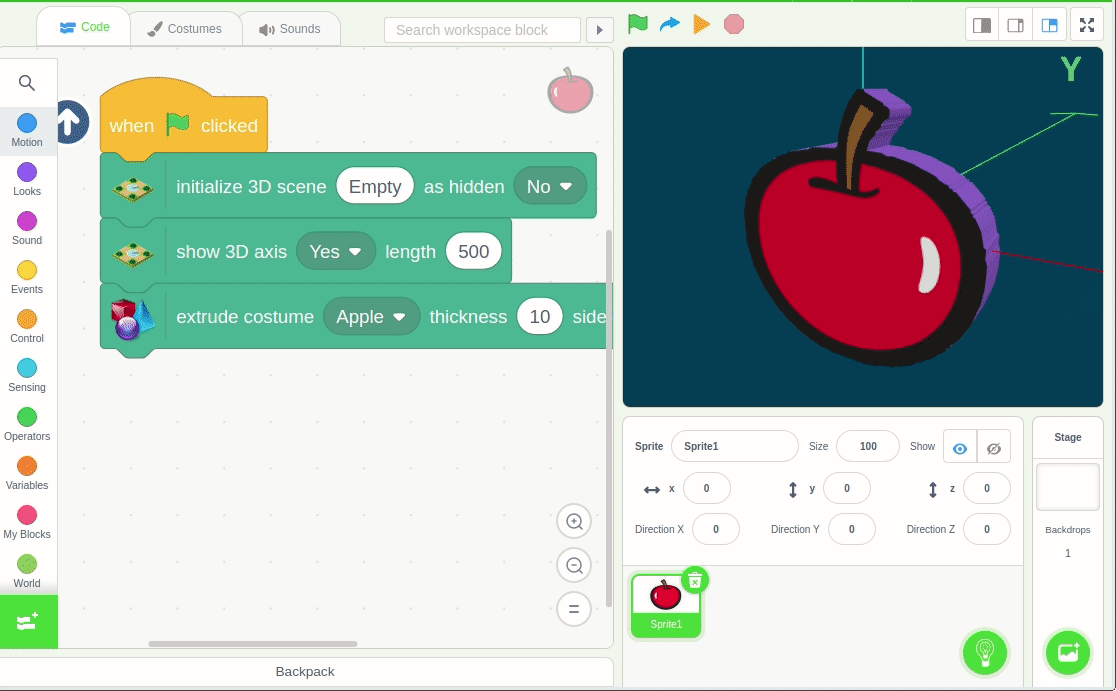 Code
Costumes
Sounds
Search workspace block
Motion
Looks
Sound
Events
Control
Sensing
Operators
Variables
My Blocks
World
when clicked
initialize 3D scene Empty as hidden No
show 3D axis Yes length 500
extrude costume Apple thickness 10 side
Backpack
Y
Sprite Sprite1 Size 100 Show
x 0 y 0 z 0
Direction X 0 Direction Y 0 Direction Z 0
Sprite1
Stage
Backdrops
1